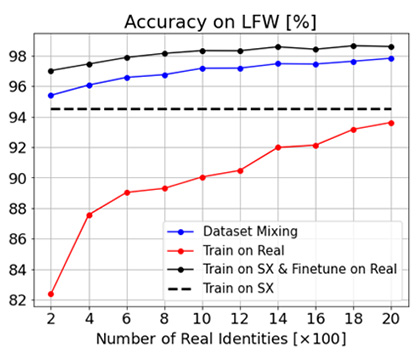 Accuracy on LFW [%]
98
96
94
92
90
88
86
84
82
Dataset Mixing
Train on Real
Train on SX & Finetune on Real
Train on SX
2 4 6 8 10 12 14 16 18 20
Number of Real Identities [×100]